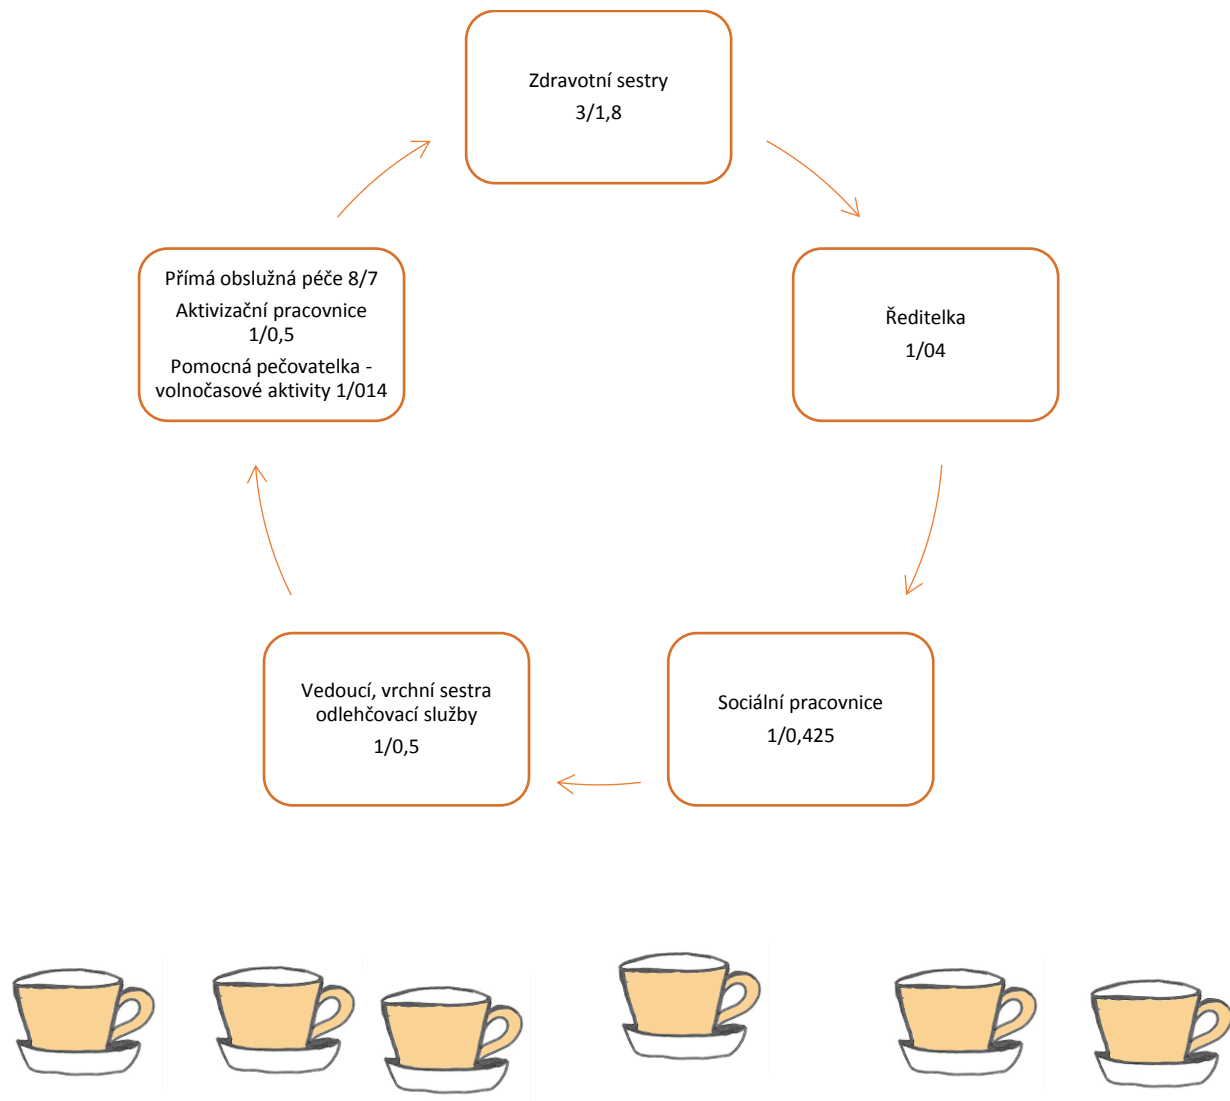 Zdravotní sestry
3/1,8
Přímá obslužná péče 8/7
Aktivizační pracovnice
1/0,5
Pomocná pečovatelka -
volnočasové aktivity 1/014
Ředitelka
1/04
Vedoucí, vrchní sestra
odlehčovací služby
1/0,5
Sociální pracovnice
1/0,425